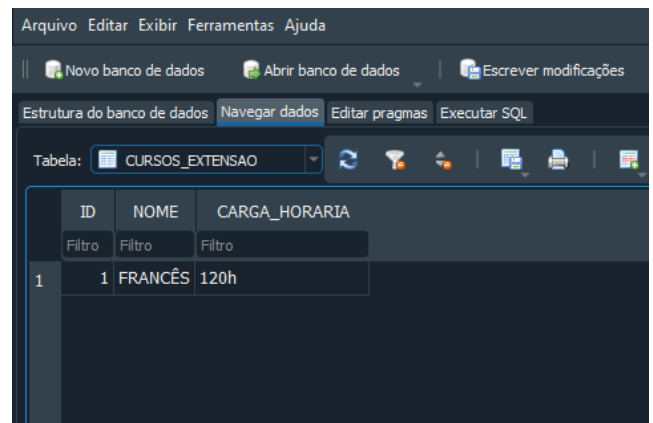 Arquivo Editar Exibir Ferramentas Ajuda
Novo banco de dados Abrir banco de dados Escrever modificações
Estrutura do banco de dados Navegar dados Editar pragmas Executar SQL
Tabela: CURSOS_EXTENSAO
ID NOME CARGA_HORARIA
Filtro Filtro Filtro
1 1 FRANCÊS 120h